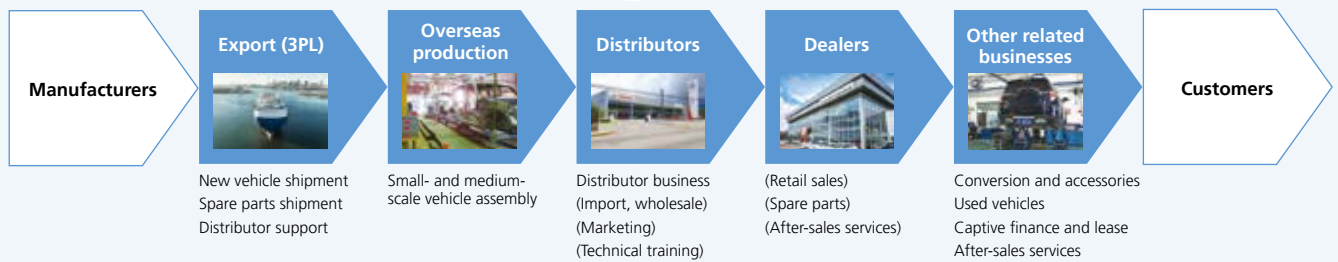 Manufacturers
Export (3PL)
New vehicle shipment
Spare parts shipment
Distributor support
Overseas
production
Small- and medium-
scale vehicle assembly
Distributors
Distributor business
(Import, wholesale)
(Marketing)
(Technical training)
Dealers
(Retail sales)
(Spare parts)
(After-sales services)
Other related
businesses
Conversion and accessories
Used vehicles
Captive finance and lease
After-sales services
Customers